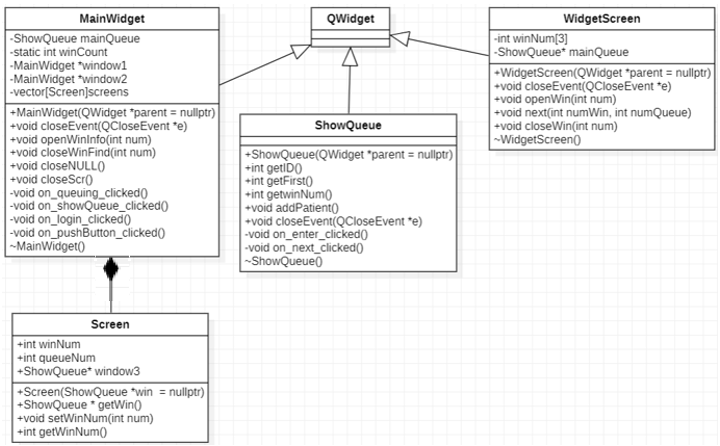 MainWidget
-ShowQueue mainQueue
-static int winCount
-MainWidget *window1
-MainWidget *window2
-vector[Screen]screens
+MainWidget(QWidget *parent = nullptr)
+void closeEvent(QCloseEvent *e)
+void openWinInfo(int num)
+void closeWinFind(int num)
+void closeNULL()
+void closeScr()
-void on_queuing_clicked()
-void on_showQueue_clicked()
-void on_login_clicked()
-void on_pushButton_clicked()
~MainWidget()
QWidget
WidgetScreen
-int winNum[3]
-ShowQueue* mainQueue
+WidgetScreen(QWidget *parent = nullptr)
+void closeEvent(QCloseEvent *e)
+void openWin(int num)
+void next(int numWin, int numQueue)
+void closeWin(int num)
~WidgetScreen()
ShowQueue
+ShowQueue(QWidget *parent = nullptr)
+int getID()
+int getFirst()
+int getwinNum()
+void addPatient()
+void closeEvent(QCloseEvent *e)
-void on_enter_clicked()
-void on_next_clicked()
~ShowQueue()
Screen
+int winNum
+int queueNum
+ShowQueue* window3
+Screen(ShowQueue *win  = nullptr)
+ShowQueue * getWin()
+void setWinNum(int num)
+int getWinNum()